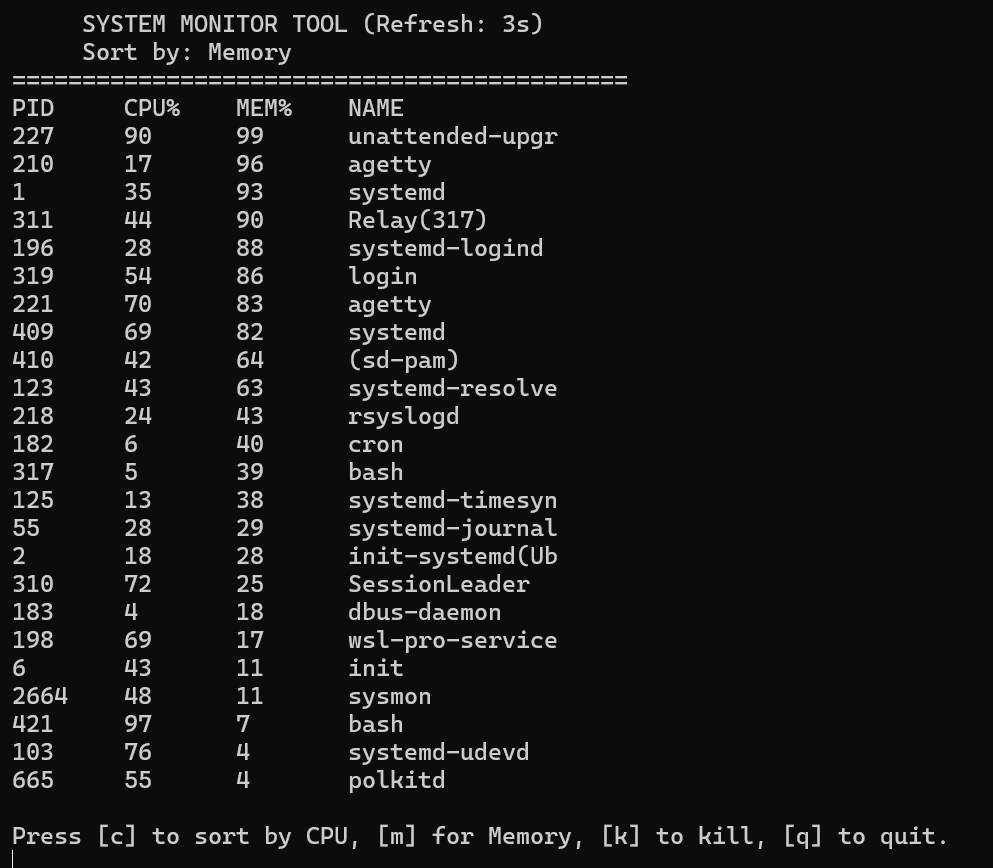 SYSTEM MONITOR TOOL (Refresh: 3s)
Sort by: Memory
============================================
PID CPU% MEM% NAME
227 90 99 unattended-upgr
210 17 96 agetty
1 35 93 systemd
311 44 90 Relay(317)
196 28 88 systemd-logind
319 54 86 login
221 70 83 agetty
409 69 82 systemd
410 42 64 (sd-pam)
123 43 63 systemd-resolve
218 24 43 rsyslogd
182 6 40 cron
317 5 39 bash
125 13 38 systemd-timesyn
55 28 29 systemd-journal
2 18 28 init-systemd(Ub
310 72 25 SessionLeader
183 4 18 dbus-daemon
198 69 17 wsl-pro-service
6 43 11 init
2664 48 11 sysmon
421 97 7 bash
103 76 4 systemd-udevd
665 55 4 polkitd
Press [c] to sort by CPU, [m] for Memory, [k] to kill, [q] to quit.